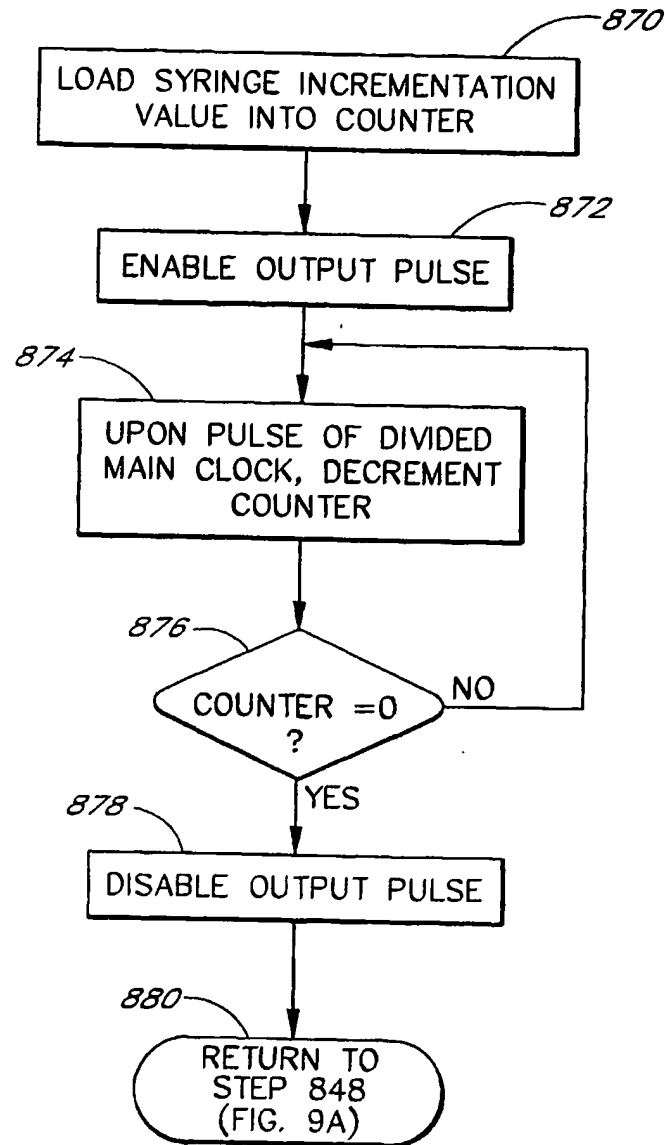 870
LOAD SYRINGE INCREMENTATION
VALUE INTO COUNTER
872
ENABLE OUTPUT PULSE
874
UPON PULSE OF DIVIDED
MAIN CLOCK, DECREMENT
COUNTER
876
COUNTER =0
?
NO
YES
878
DISABLE OUTPUT PULSE
880
RETURN TO
STEP 848
(FIG. 9A)